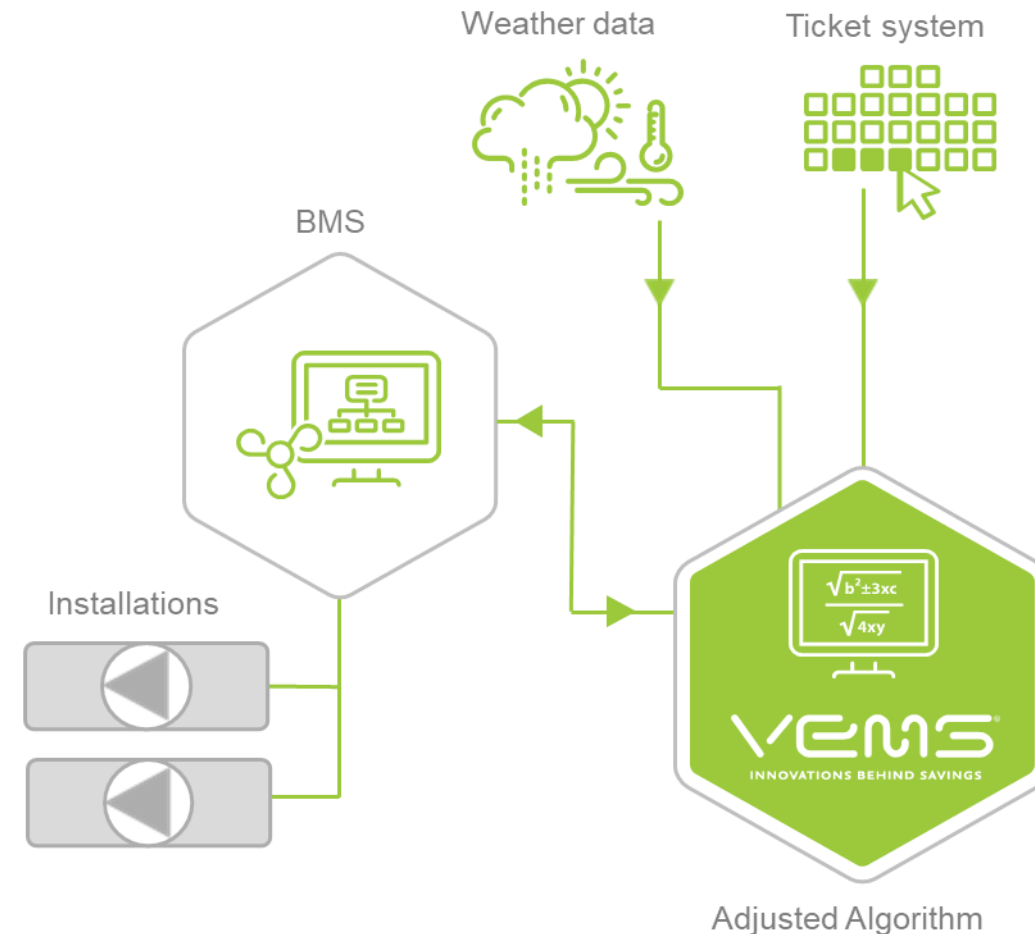 Weather data
Ticket system
BMS
Installations
√b²±3xc
√4xy
VEMS®
INNOVATIONS BEHIND SAVINGS
Adjusted Algorithm